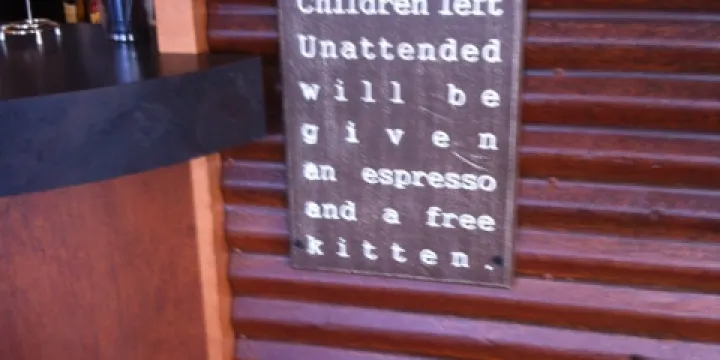 Children left
Unattended
will be
given
an espresso
and a free
kitten.